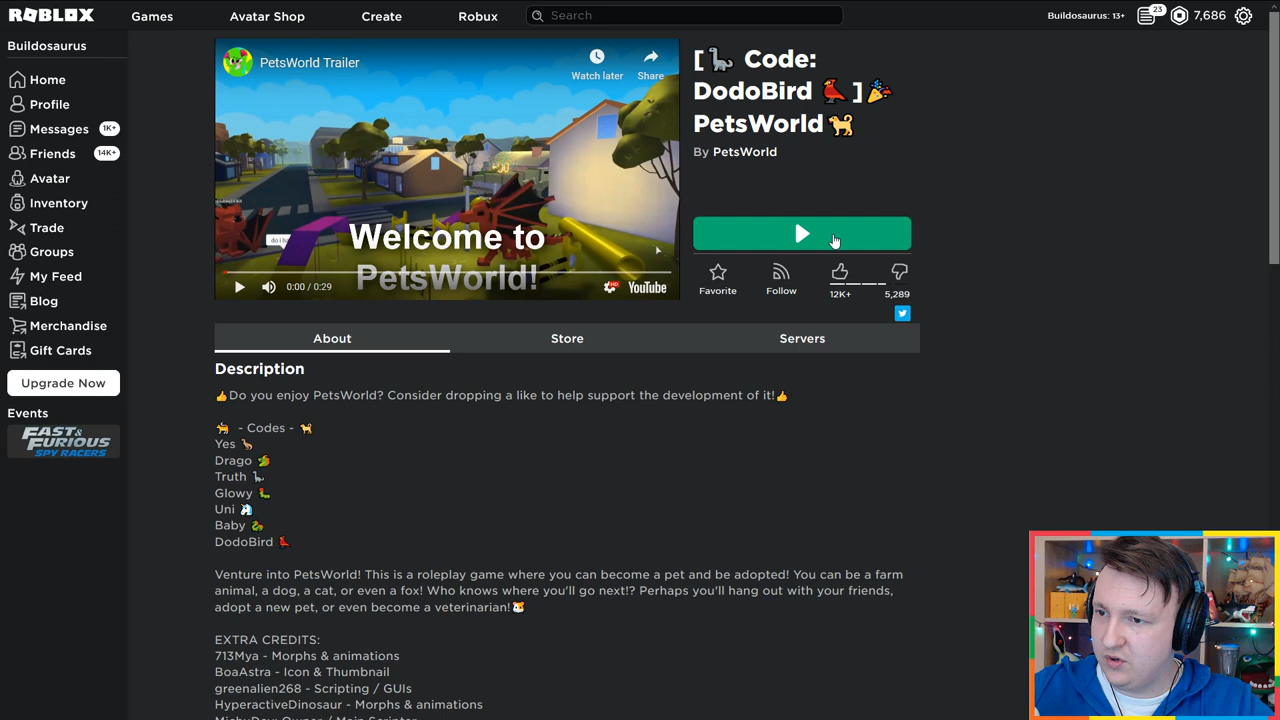 ROBLOX
Games
Avatar Shop
Create
Robux
Search
Buildosaurus: 13+
23
7,686
Buildosaurus
Home
Profile
Messages 1K+
Friends 14K+
Avatar
Inventory
Trade
Groups
My Feed
Blog
Merchandise
Gift Cards
Upgrade Now
Events
FAST & FURIOUS
SPY RACERS
PetsWorld Trailer
Watch later
Share
Welcome to
PetsWorld!
0:00 / 0:29
HD
YouTube
[🦕 Code:
DodoBird 🐦 ]🎉
PetsWorld🐕
By PetsWorld
Favorite
Follow
12K+
5,289
About
Store
Servers
Description
👍Do you enjoy PetsWorld? Consider dropping a like to help support the development of it!👍
- Codes -
Yes
Drago
Truth
Glowy
Uni
Baby
DodoBird
Venture into PetsWorld! This is a roleplay game where you can become a pet and be adopted! You can be a farm
animal, a dog, a cat, or even a fox! Who knows where you'll go next!? Perhaps you'll hang out with your friends,
adopt a new pet, or even become a veterinarian!🐹
EXTRA CREDITS:
713Mya - Morphs & animations
BoaAstra - Icon & Thumbnail
greenalien268 - Scripting / GUIs
HyperactiveDinosaur - Morphs & animations